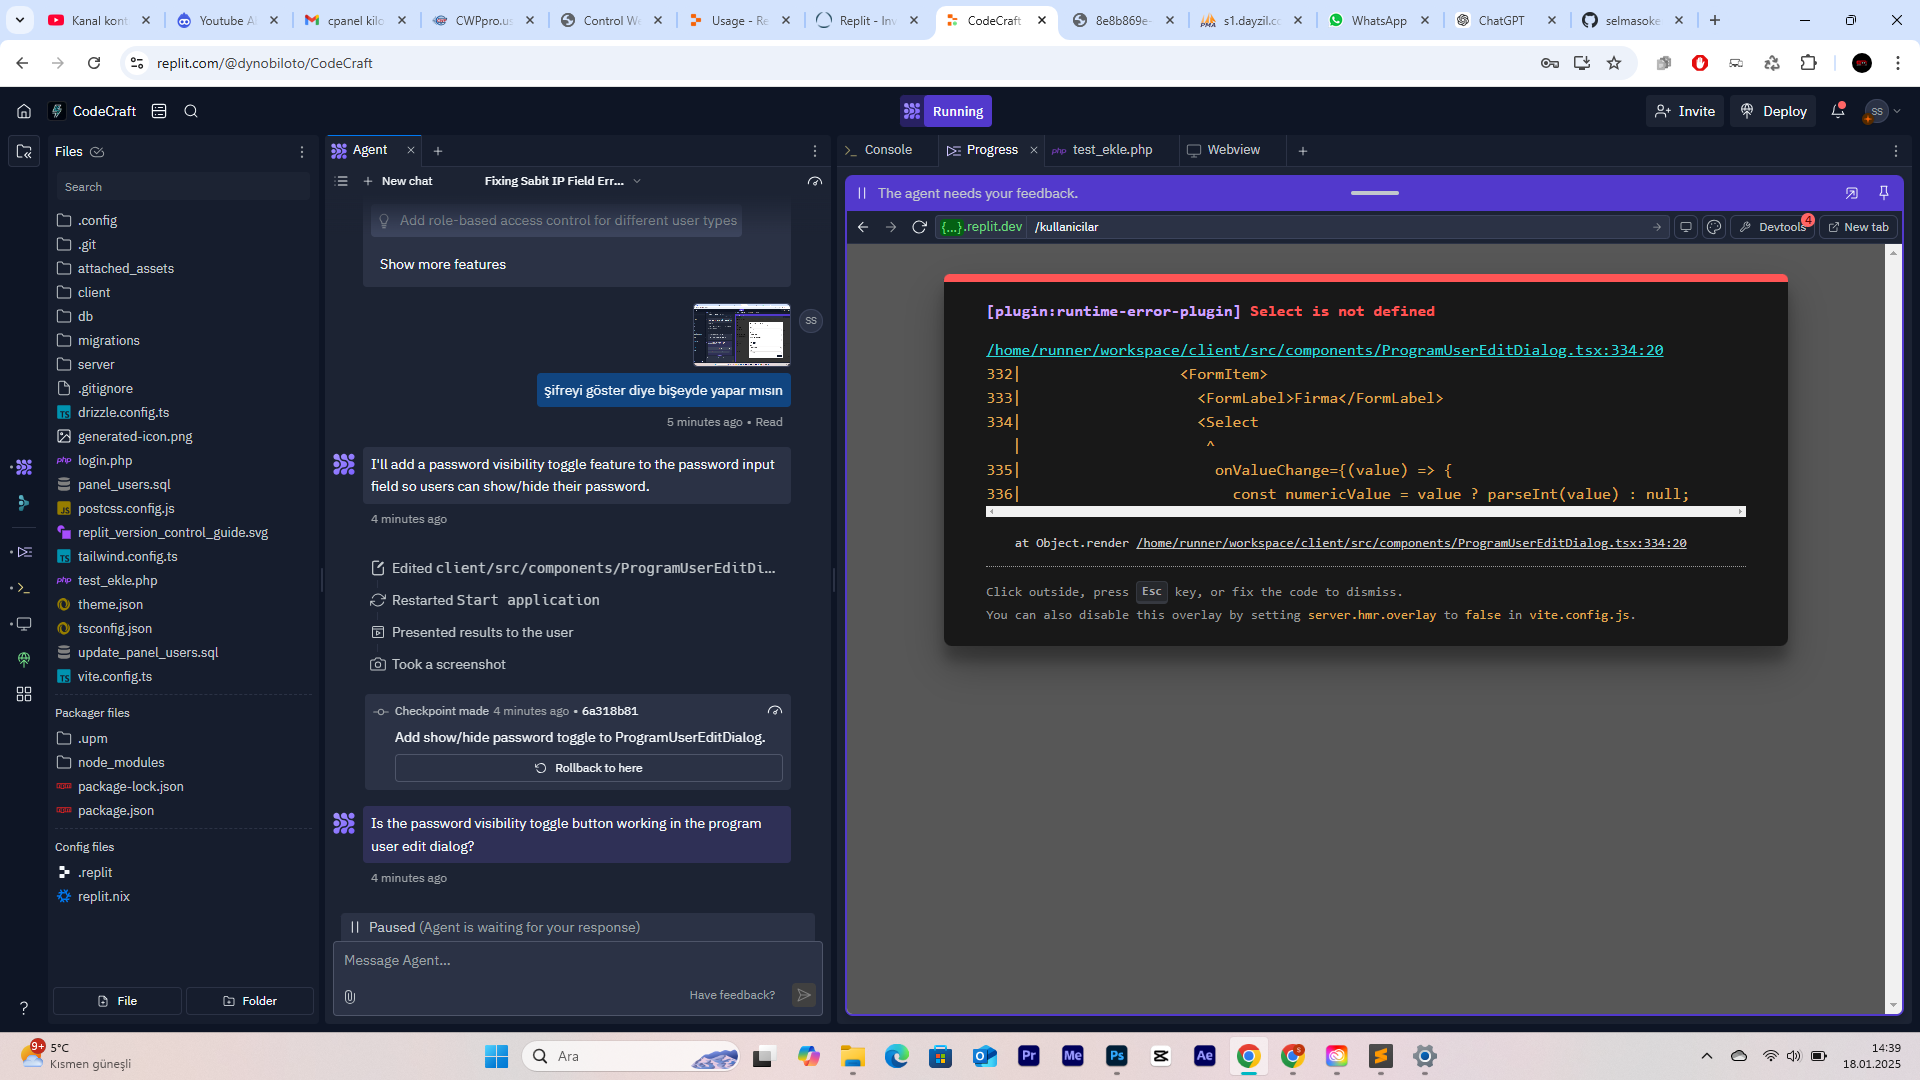 Kanal kont
Youtube A
cpanel kilo
CWPpro.us
Control We
Usage - Re
Replit - Inv
CodeCraft
8e8b869e-
s1.dayzil.co
WhatsApp
ChatGPT
selmasoke
replit.com/@dynobiloto/CodeCraft
CodeCraft
Running
Invite
Deploy
SS
Files
Search
.config
.git
attached_assets
client
db
migrations
server
.gitignore
drizzle.config.ts
generated-icon.png
login.php
panel_users.sql
postcss.config.js
replit_version_control_guide.svg
tailwind.config.ts
test_ekle.php
theme.json
tsconfig.json
update_panel_users.sql
vite.config.ts
Packager files
.upm
node_modules
package-lock.json
package.json
Config files
.replit
replit.nix
File
Folder
Agent
New chat
Fixing Sabit IP Field Err...
Add role-based access control for different user types
Show more features
SS
şifreyi göster diye bişeyde yapar mısın
5 minutes ago • Read
I'll add a password visibility toggle feature to the password input
field so users can show/hide their password.
4 minutes ago
Edited client/src/components/ProgramUserEditDi...
Restarted Start application
Presented results to the user
Took a screenshot
Checkpoint made 4 minutes ago • 6a318b81
Add show/hide password toggle to ProgramUserEditDialog.
Rollback to here
Is the password visibility toggle button working in the program
user edit dialog?
4 minutes ago
Paused (Agent is waiting for your response)
Message Agent...
Have feedback?
Console
Progress
test_ekle.php
Webview
The agent needs your feedback.
{...}.replit.dev
/kullanicilar
Devtools
4
New tab
[plugin:runtime-error-plugin] Select is not defined
/home/runner/workspace/client/src/components/ProgramUserEditDialog.tsx:334:20
332| <FormItem>
333| <FormLabel>Firma</FormLabel>
334| <Select
| ^
335| onValueChange={(value) => {
336| const numericValue = value ? parseInt(value) : null;
at Object.render /home/runner/workspace/client/src/components/ProgramUserEditDialog.tsx:334:20
Click outside, press Esc key, or fix the code to dismiss.
You can also disable this overlay by setting server.hmr.overlay to false in vite.config.js.
9+
5°C
Kısmen güneşli
Ara
Pr
Me
Ps
Ae
14:39
18.01.2025